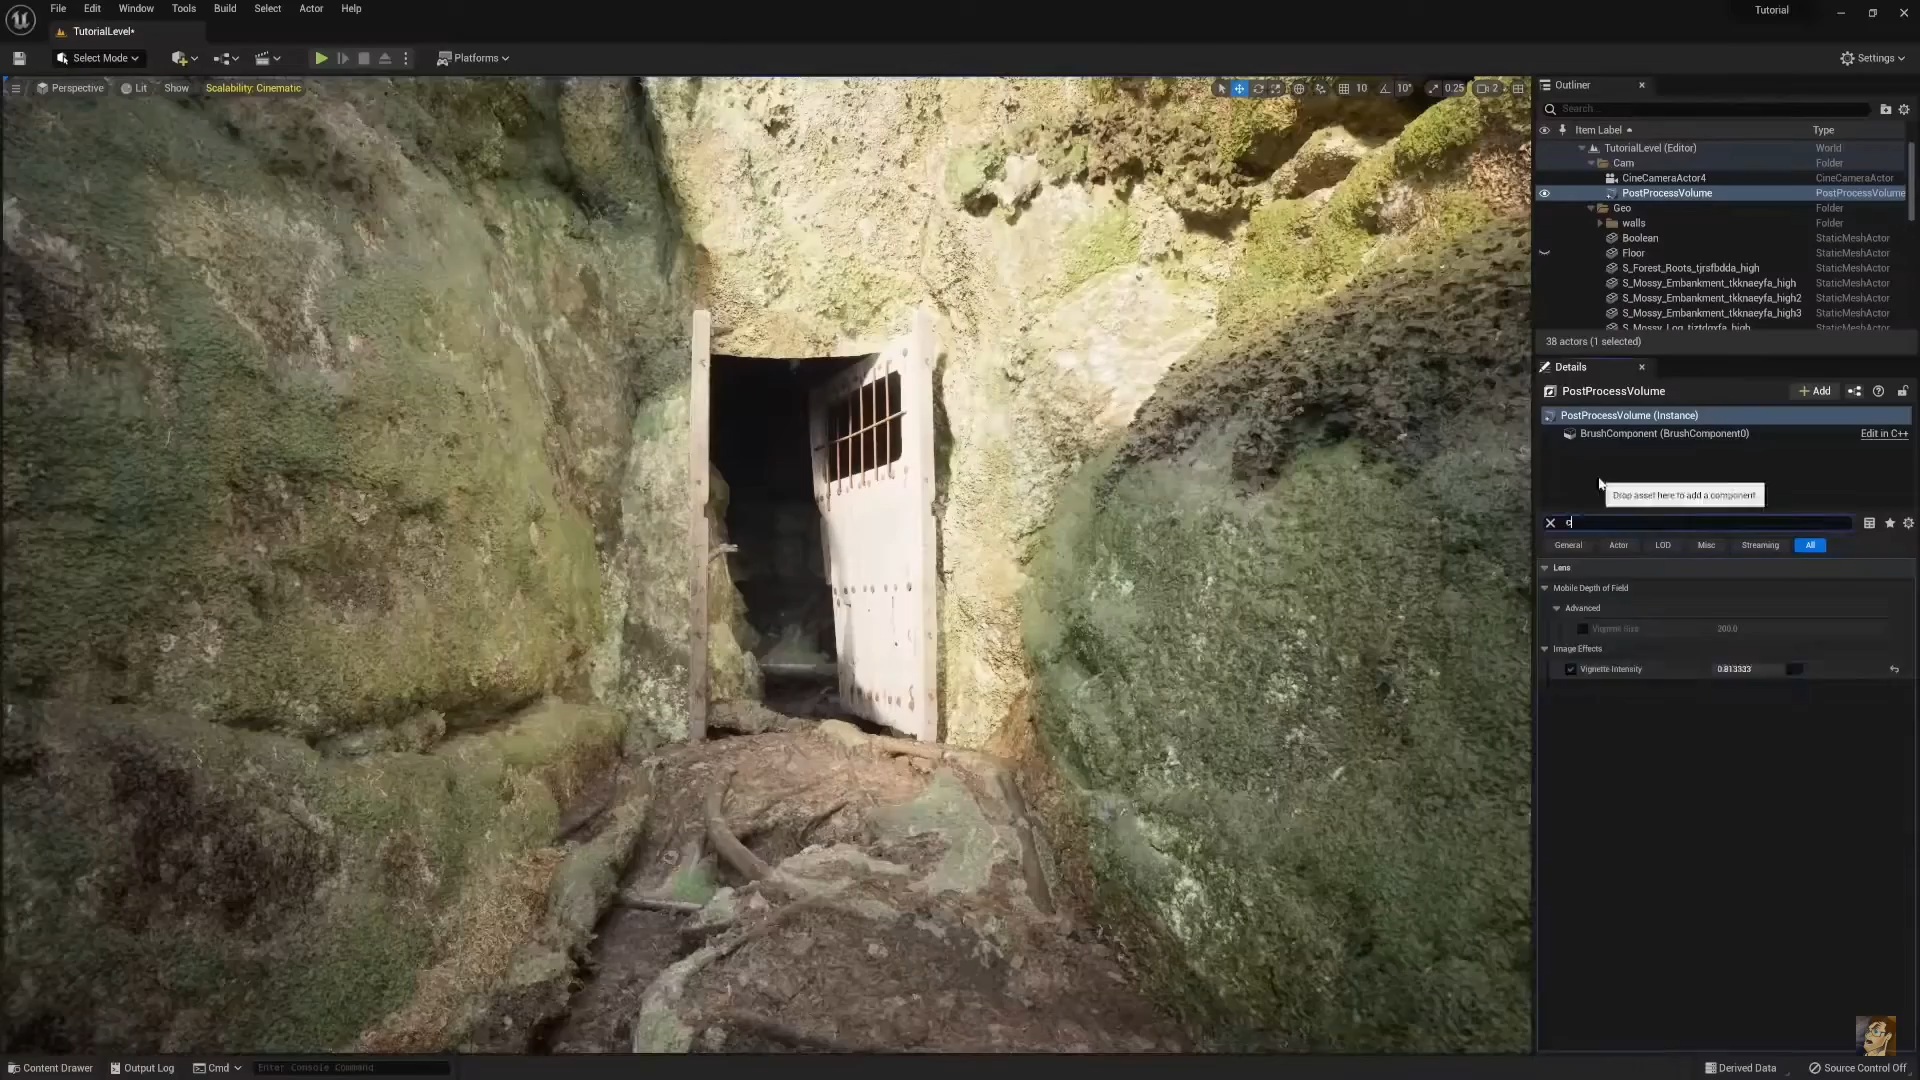 File Edit Window Tools Build Select Actor Help
Tutorial
TutorialLevel*
Select Mode
Platforms
Settings
Perspective Lit Show Scalability: Cinematic
10 10° 0.25 2
Outliner
Search...
Item Label Type
TutorialLevel (Editor) World
Cam Folder
CineCameraActor4 CineCameraActor
PostProcessVolume PostProcessVolume
Geo Folder
walls Folder
Boolean StaticMeshActor
Floor StaticMeshActor
S_Forest_Roots_tjrsfbdda_high StaticMeshActor
S_Mossy_Embankment_tkknaeyfa_high StaticMeshActor
S_Mossy_Embankment_tkknaeyfa_high2 StaticMeshActor
S_Mossy_Embankment_tkknaeyfa_high3 StaticMeshActor
StaticMeshActor
38 actors (1 selected)
Details
PostProcessVolume
Add
PostProcessVolume (Instance)
BrushComponent (BrushComponent0) Edit in C++
Drop asset here to add a component
c
General Actor LOD Misc Streaming All
Lens
Mobile Depth of Field
Advanced
Vignette Size 200.0
Image Effects
Vignette Intensity 0.813333
Content Drawer Output Log Cmd Enter Console Command
Derived Data Source Control Off